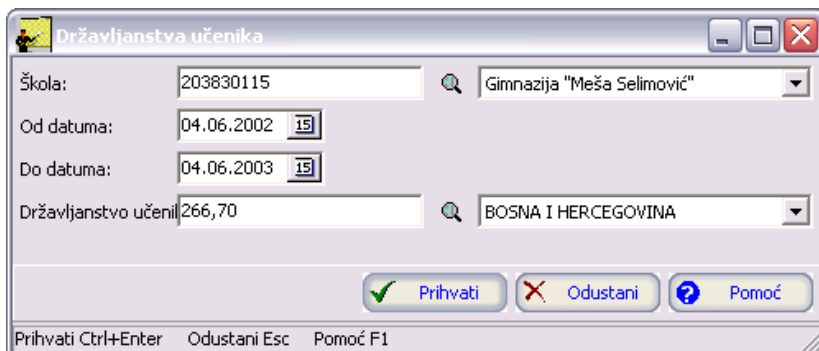 Državljanstva učenika
Škola: 203830115 Gimnazija "Meša Selimović"
Od datuma: 04.06.2002 15
Do datuma: 04.06.2003 15
Državljanstvo učenil 266,70 BOSNA I HERCEGOVINA
Prihvati Odustani Pomoć
Prihvati Ctrl+Enter Odustani Esc Pomoć F1